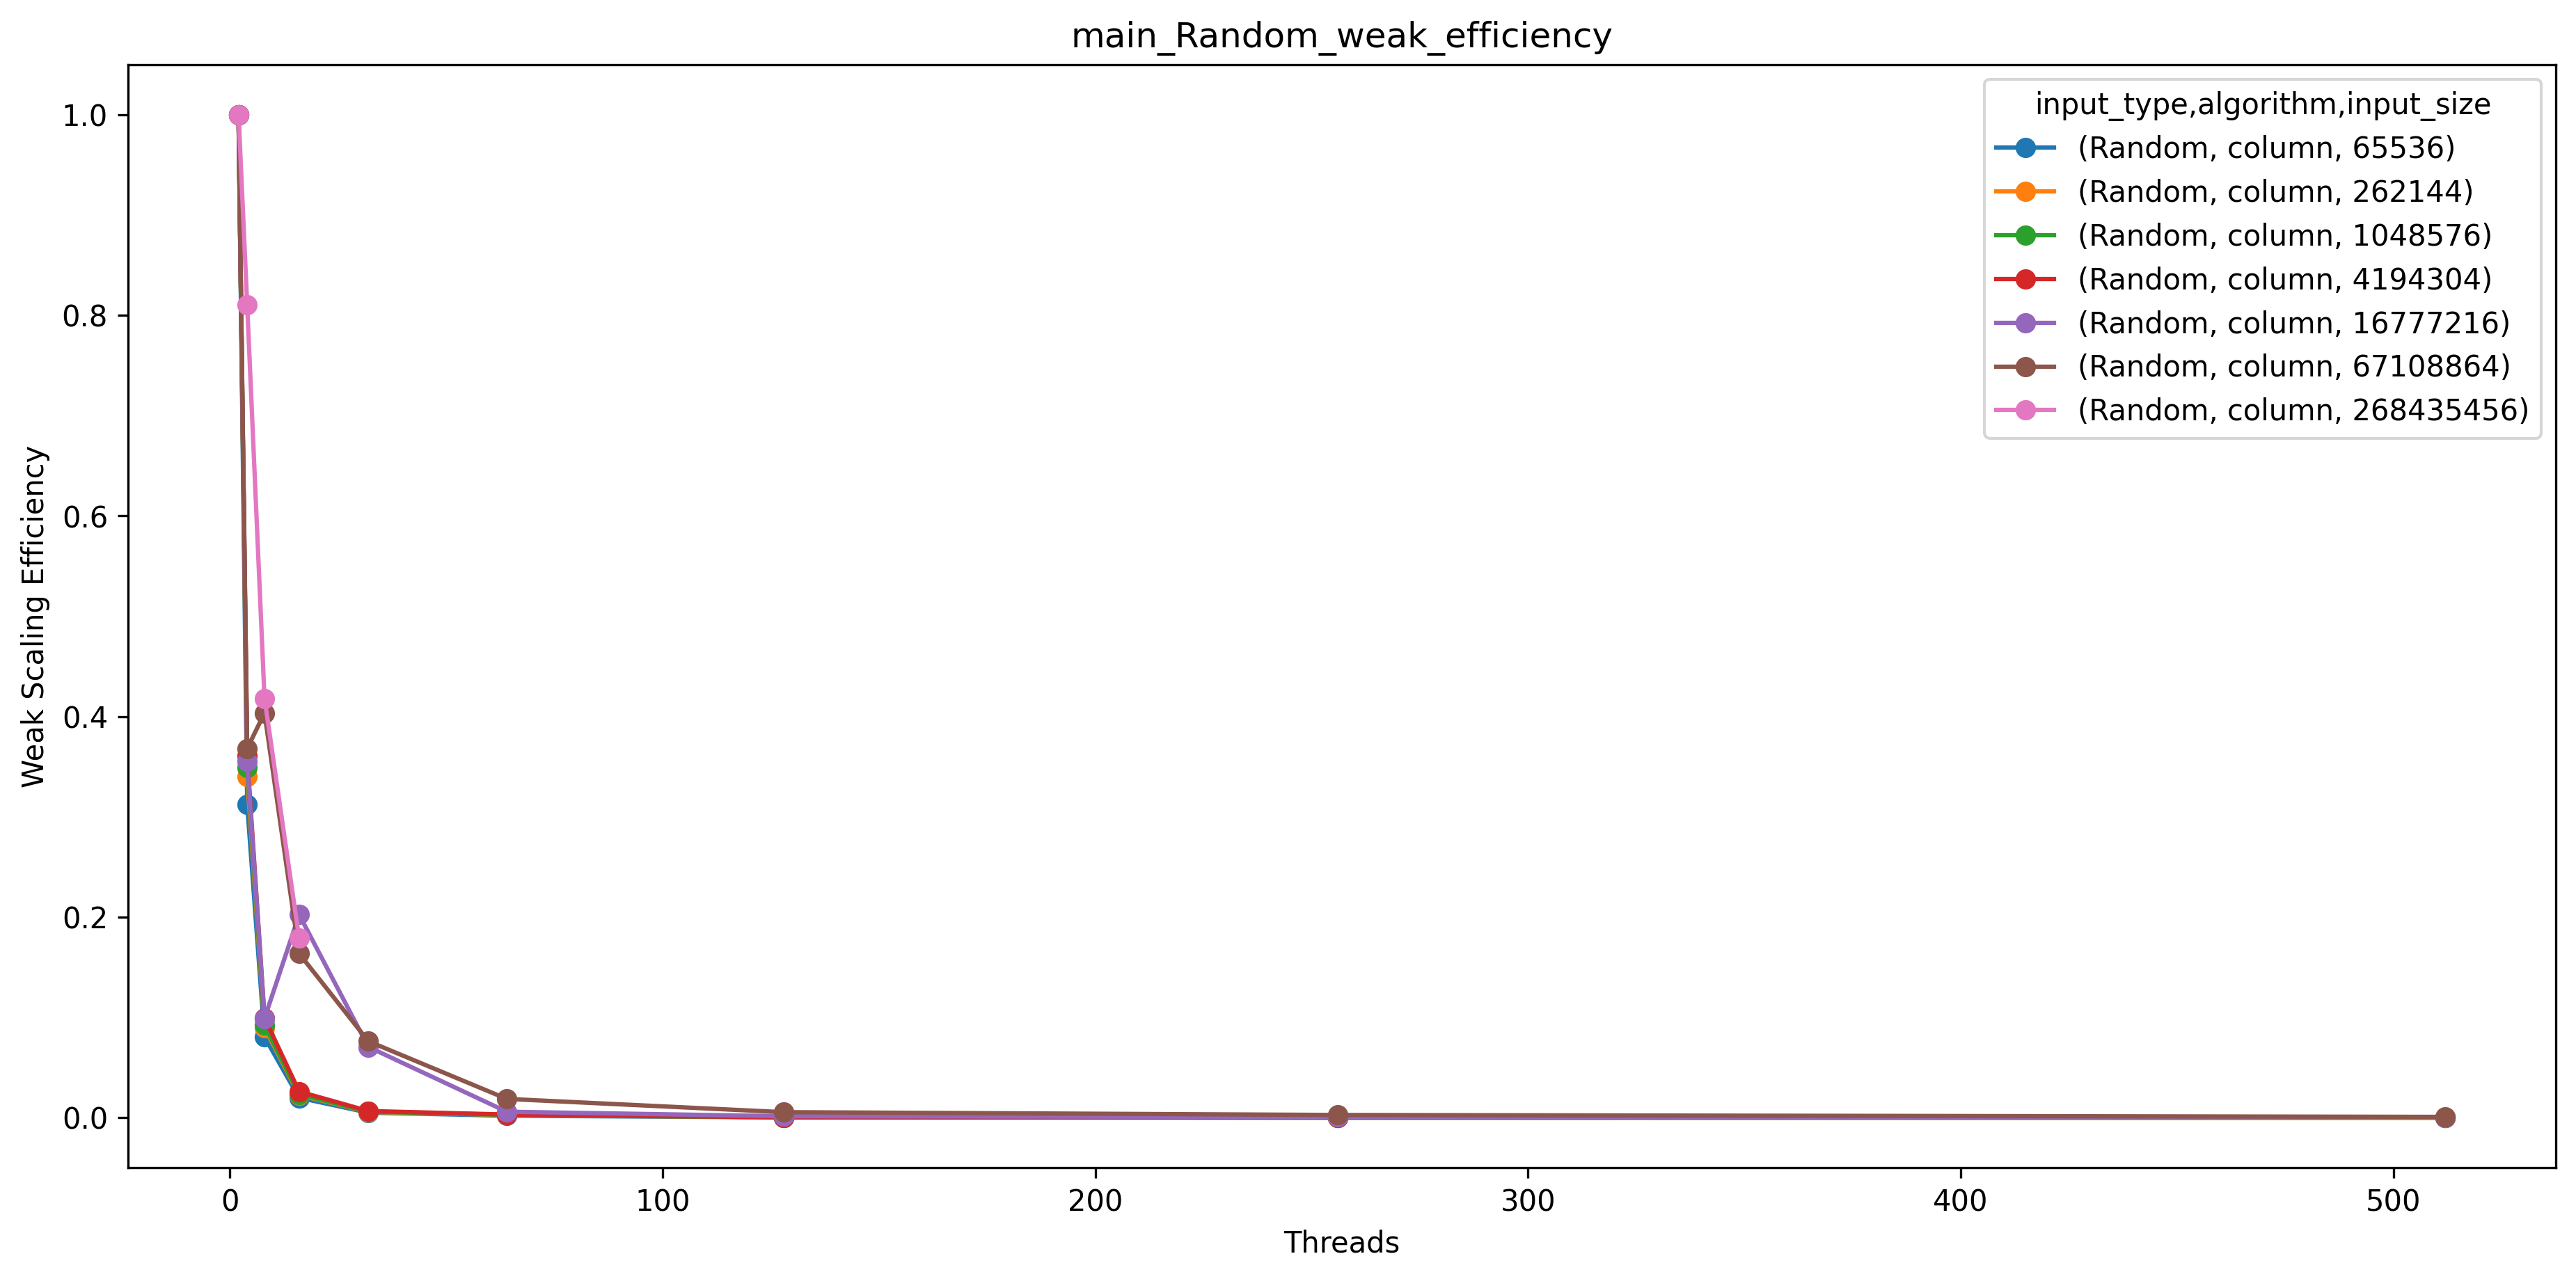 main_Random_weak_efficiency
input_type,algorithm,input_size
(Random, column, 65536)
(Random, column, 262144)
(Random, column, 1048576)
(Random, column, 4194304)
(Random, column, 16777216)
(Random, column, 67108864)
(Random, column, 268435456)
Weak Scaling Efficiency
1.0
0.8
0.6
0.4
0.2
0.0
0 100 200 300 400 500
Threads